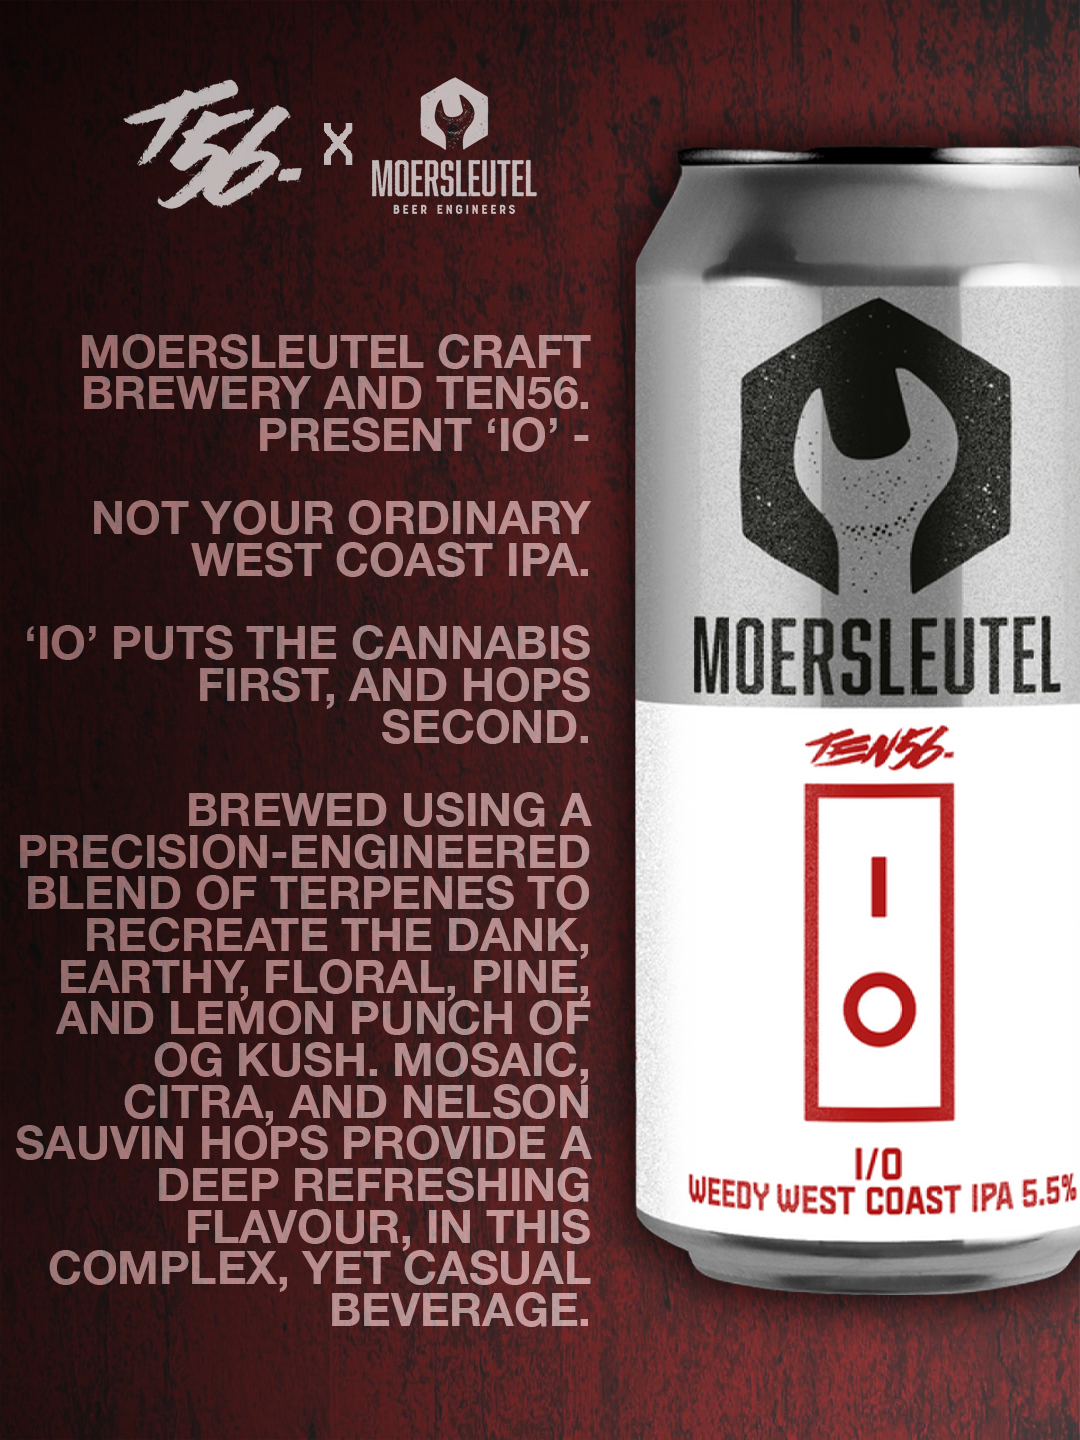 T56.
X
MOERSLEUTEL
BEER ENGINEERS
MOERSLEUTEL CRAFT
BREWERY AND TEN56.
PRESENT ‘IO’ -
NOT YOUR ORDINARY
WEST COAST IPA.
‘IO’ PUTS THE CANNABIS
FIRST, AND HOPS
SECOND.
BREWED USING A
PRECISION-ENGINEERED
BLEND OF TERPENES TO
RECREATE THE DANK,
EARTHY, FLORAL, PINE,
AND LEMON PUNCH OF
OG KUSH. MOSAIC,
CITRA, AND NELSON
SAUVIN HOPS PROVIDE A
DEEP REFRESHING
FLAVOUR, IN THIS
COMPLEX, YET CASUAL
BEVERAGE.
MOERSLEUTEL
TEN56.
I
O
I/O
WEEDY WEST COAST IPA 5.5%